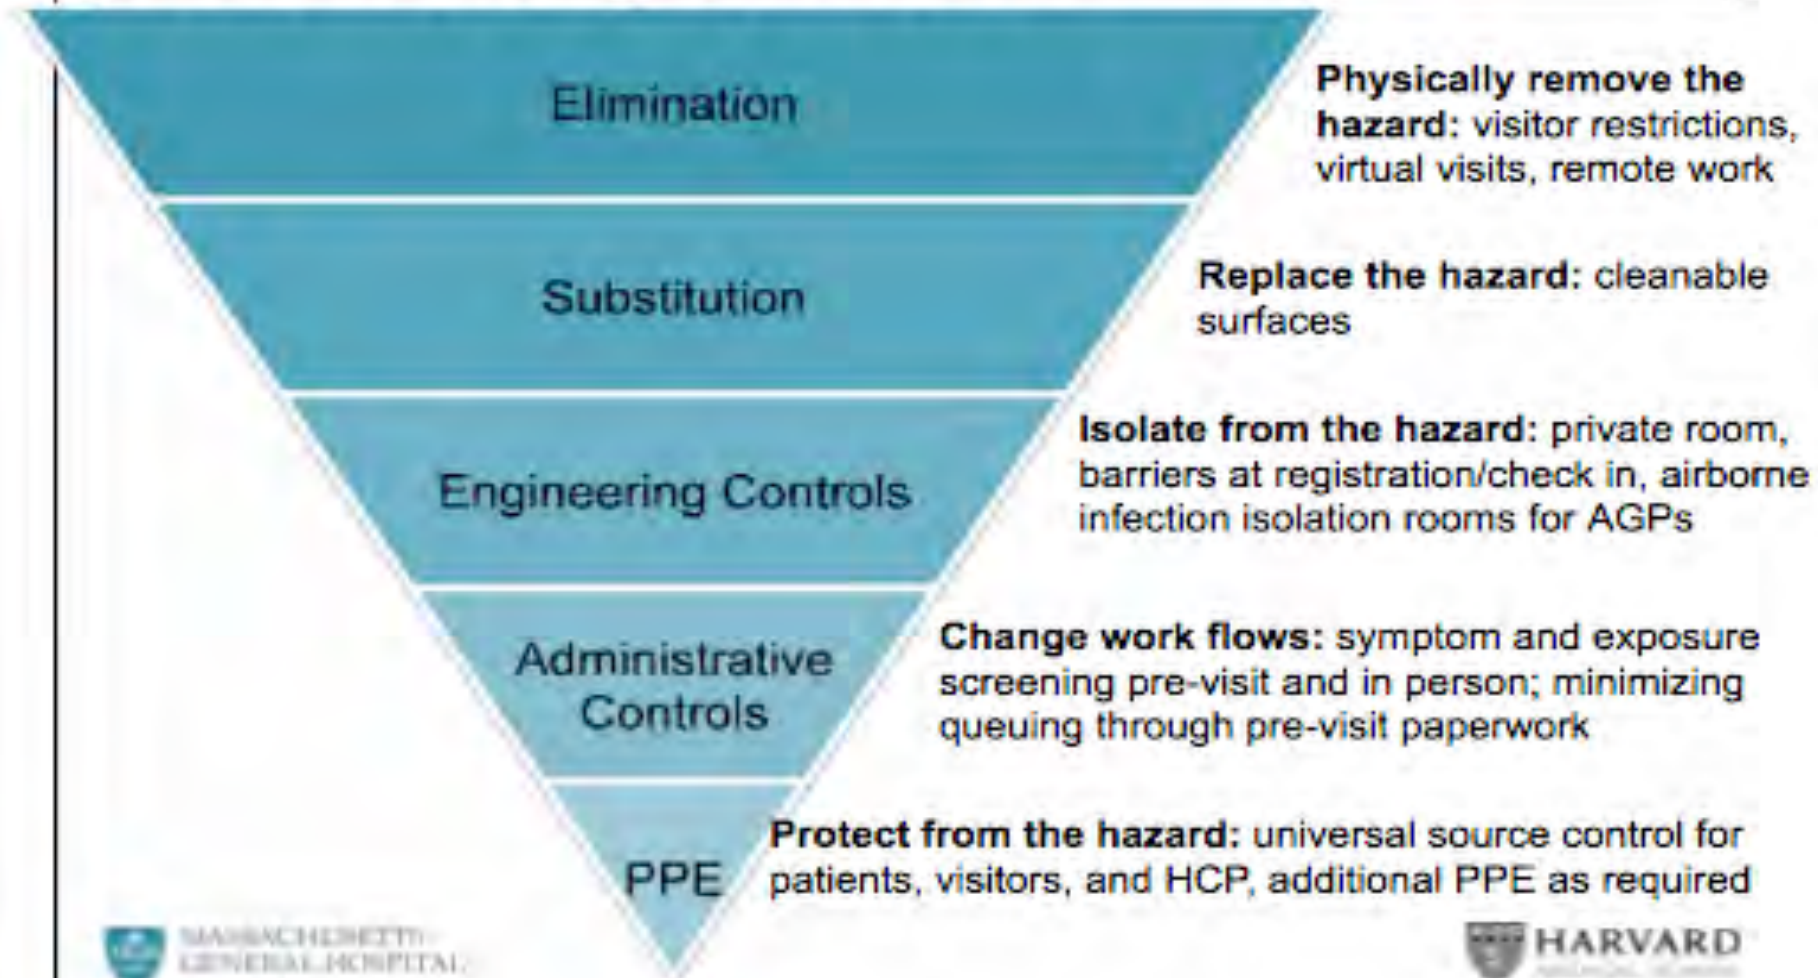 Elimination
Physically remove the
hazard: visitor restrictions,
virtual visits, remote work
Substitution
Replace the hazard: cleanable
surfaces
Engineering Controls
Isolate from the hazard: private room,
barriers at registration/check in, airborne
infection isolation rooms for AGPs
Administrative
Controls
Change work flows: symptom and exposure
screening pre-visit and in person; minimizing
queuing through pre-visit paperwork
PPE
Protect from the hazard: universal source control for
patients, visitors, and HCP, additional PPE as required
MASSACHUSETTS
GENERAL HOSPITAL
HARVARD